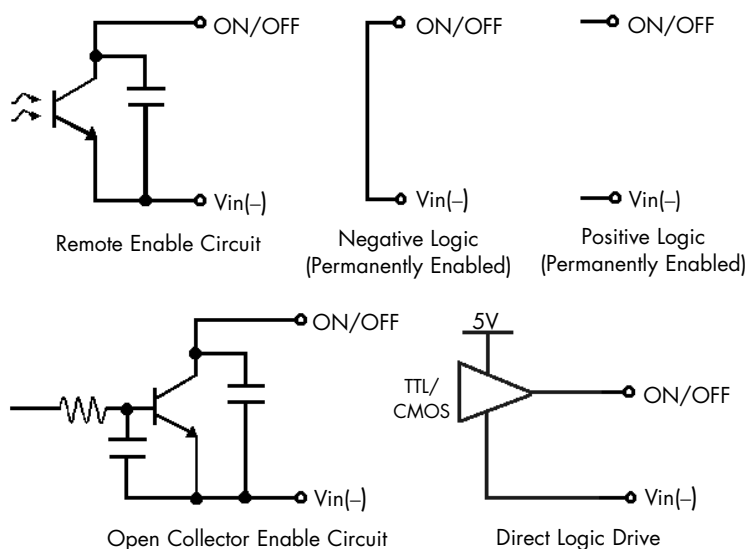 ON/OFF
Vin(–)
Remote Enable Circuit
ON/OFF
Vin(–)
Negative Logic
(Permanently Enabled)
ON/OFF
Vin(–)
Positive Logic
(Permanently Enabled)
ON/OFF
Vin(–)
Open Collector Enable Circuit
5V
TTL/
CMOS
ON/OFF
Vin(–)
Direct Logic Drive